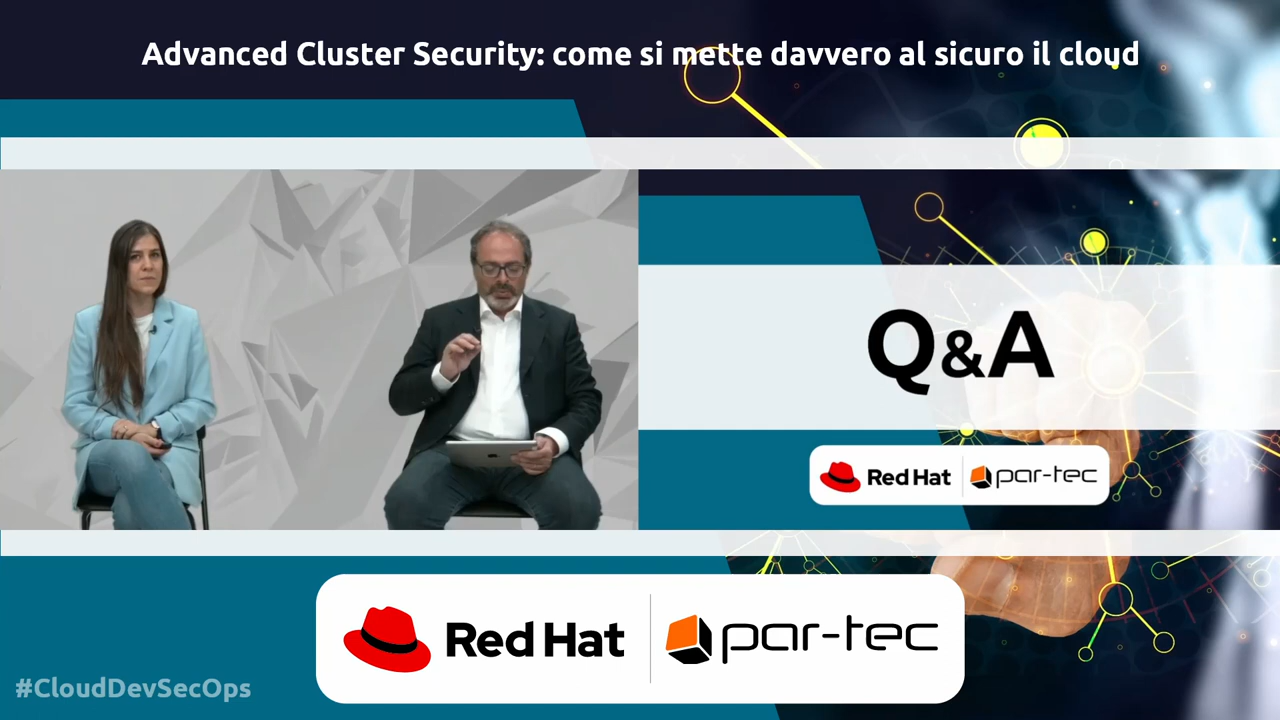 Advanced Cluster Security: come si mette davvero al sicuro il cloud
Q&A
Red Hat
par-tec
Red Hat
par-tec
#CloudDevSecOps